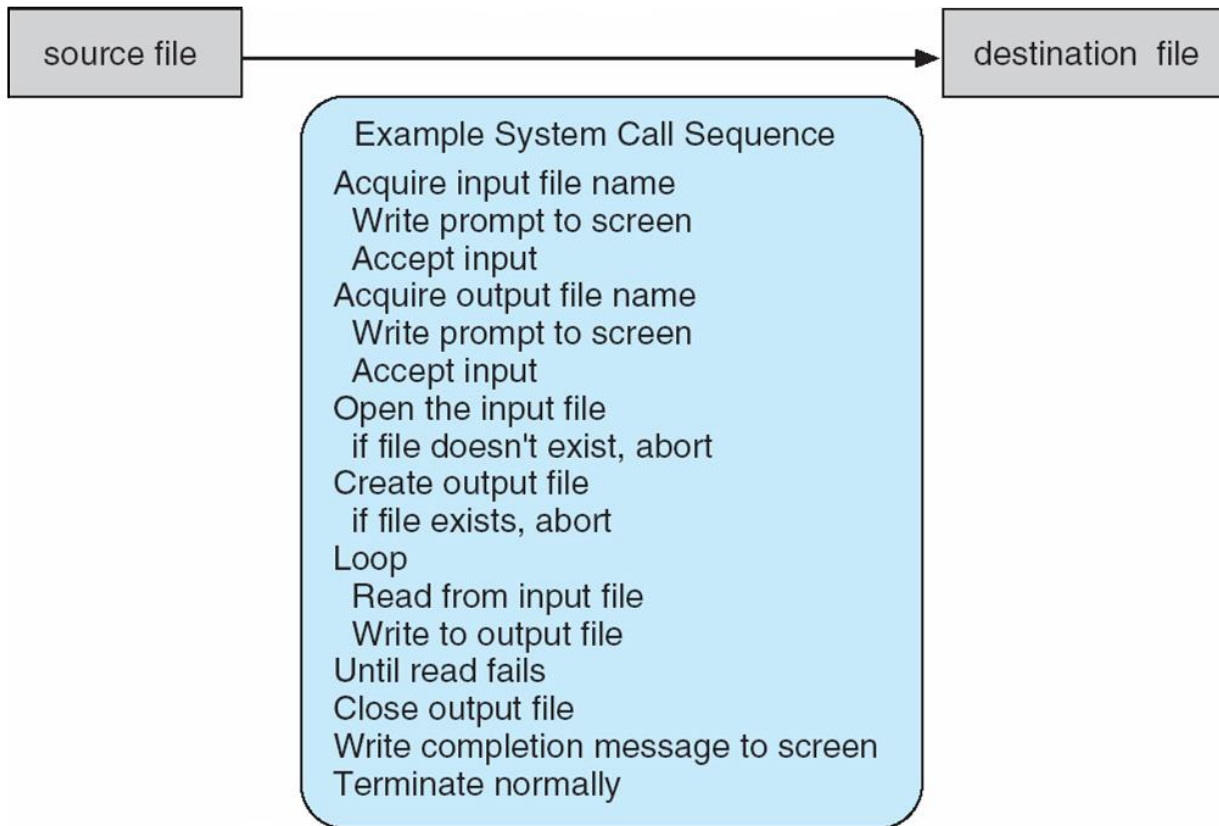 source file
destination file
Example System Call Sequence
Acquire input file name
Write prompt to screen
Accept input
Acquire output file name
Write prompt to screen
Accept input
Open the input file
if file doesn't exist, abort
Create output file
if file exists, abort
Loop
Read from input file
Write to output file
Until read fails
Close output file
Write completion message to screen
Terminate normally